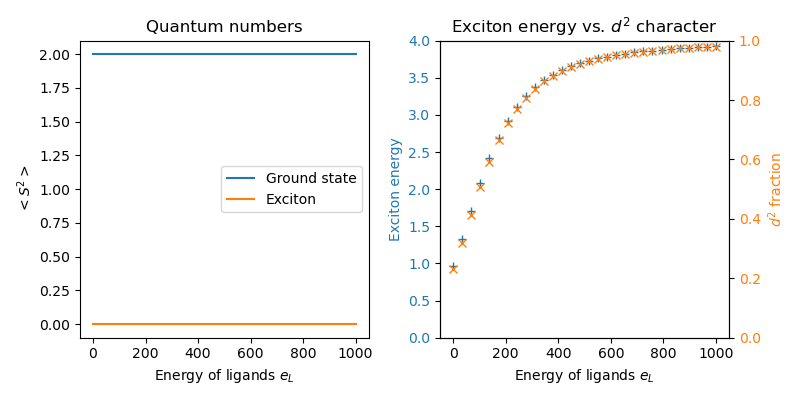 Quantum numbers
2.00
1.75
1.50
1.25
1.00
0.75
0.50
0.25
0.00
< S² >
Ground state
Exciton
0 200 400 600 800 1000
Energy of ligands e_L
Exciton energy vs. d² character
4.0
3.5
3.0
2.5
2.0
1.5
1.0
0.5
0.0
Exciton energy
1.0
0.8
0.6
0.4
0.2
0.0
d² fraction
0 200 400 600 800 1000
Energy of ligands e_L